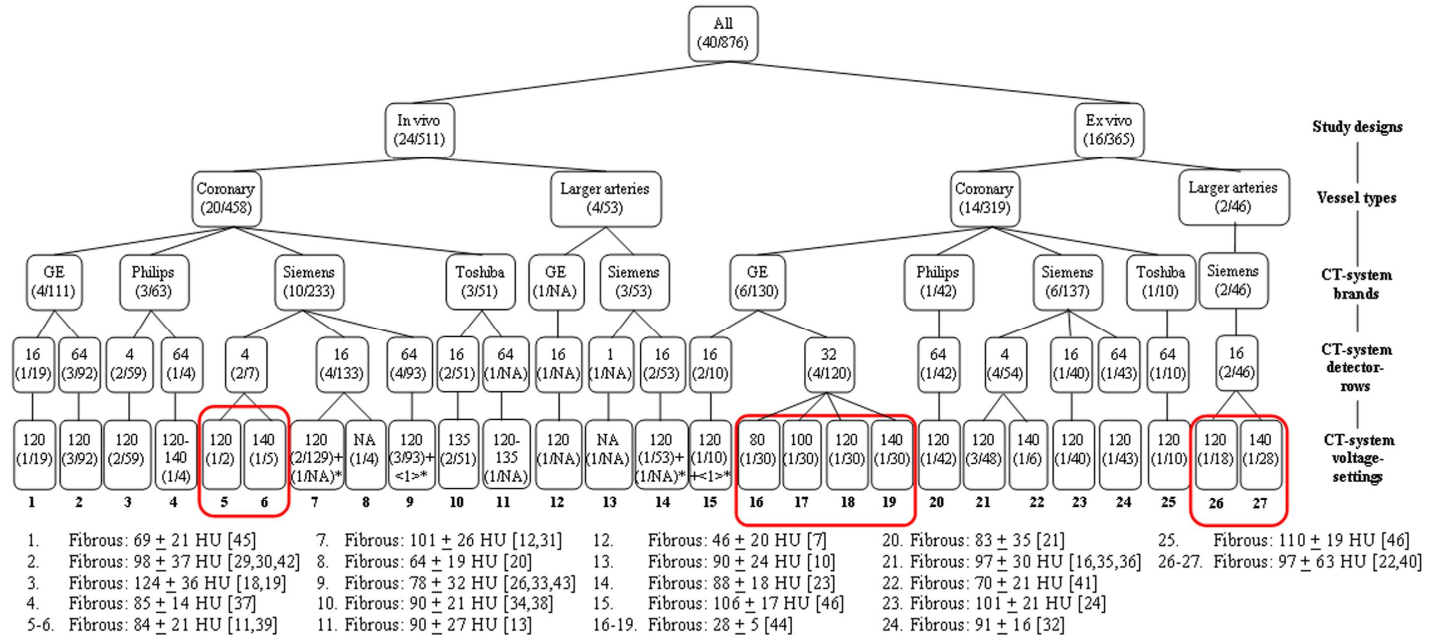 All
(40/876)
In vivo
(24/511)
Ex vivo
(16/365)
Study designs
Coronary
(20/458)
Larger arteries
(4/53)
Coronary
(14/319)
Larger arteries
(2/46)
Vessel types
GE
(4/111)
Philips
(3/63)
Siemens
(10/233)
Toshiba
(3/51)
GE
(1/NA)
Siemens
(3/53)
GE
(6/130)
Philips
(1/42)
Siemens
(6/137)
Toshiba
(1/10)
Siemens
(2/46)
CT-system
brands
16
(1/19)
64
(3/92)
4
(2/59)
64
(1/4)
4
(2/7)
16
(4/133)
64
(4/93)
16
(2/51)
64
(1/NA)
16
(1/NA)
1
(1/NA)
16
(2/53)
16
(2/10)
32
(4/120)
64
(1/42)
4
(4/54)
16
(1/40)
64
(1/43)
64
(1/10)
16
(2/46)
CT-system
detector-
rows
120
(1/19)
120
(3/92)
120
(2/59)
120-
140
(1/4)
120
(1/2)
140
(1/5)
120
(2/129)+
(1/NA)*
NA
(1/4)
120
(3/93)+
<1>*
135
(2/51)
120-
135
(1/NA)
120
(1/NA)
NA
(1/NA)
120
(1/53)+
(1/NA)*
120
(1/10)
+<1>*
80
(1/30)
100
(1/30)
120
(1/30)
140
(1/30)
120
(1/42)
120
(3/48)
140
(1/6)
120
(1/40)
120
(1/43)
120
(1/10)
120
(1/18)
140
(1/28)
CT-system
voltage-
settings
1 2 3 4 5 6 7 8 9 10 11 12 13 14 15 16 17 18 19 20 21 22 23 24 25 26 27
1. Fibrous: 69 ± 21 HU [45]
2. Fibrous: 98 ± 37 HU [29,30,42]
3. Fibrous: 124 ± 36 HU [18,19]
4. Fibrous: 85 ± 14 HU [37]
5-6. Fibrous: 84 ± 21 HU [11,39]
7. Fibrous: 101 ± 26 HU [12,31]
8. Fibrous: 64 ± 19 HU [20]
9. Fibrous: 78 ± 32 HU [26,33,43]
10. Fibrous: 90 ± 21 HU [34,38]
11. Fibrous: 90 ± 27 HU [13]
12. Fibrous: 46 ± 20 HU [7]
13. Fibrous: 90 ± 24 HU [10]
14. Fibrous: 88 ± 18 HU [23]
15. Fibrous: 106 ± 17 HU [46]
16-19. Fibrous: 28 ± 5 [44]
20. Fibrous: 83 ± 35 [21]
21. Fibrous: 97 ± 30 HU [16,35,36]
22. Fibrous: 70 ± 21 HU [41]
23. Fibrous: 101 ± 21 HU [24]
24. Fibrous: 91 ± 16 [32]
25. Fibrous: 110 ± 19 HU [46]
26-27. Fibrous: 97 ± 63 HU [22,40]